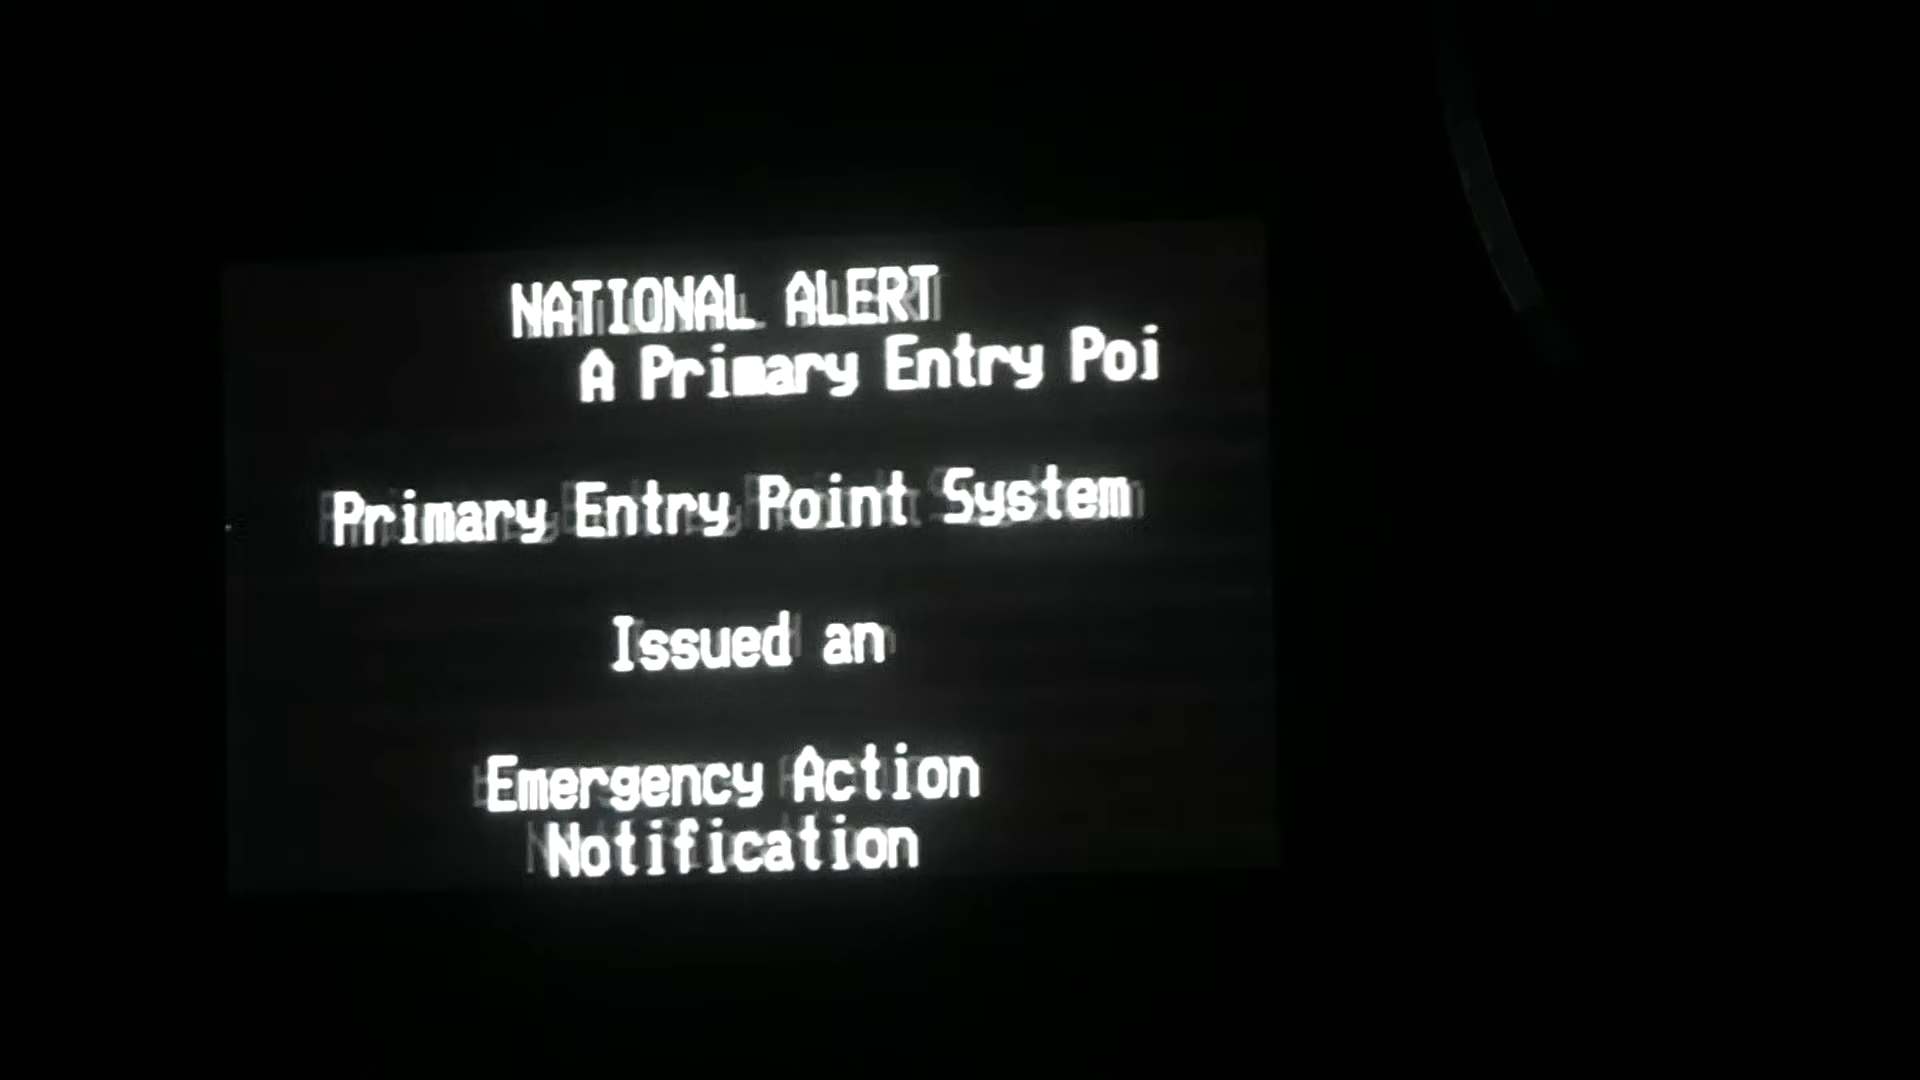 NATIONAL ALERT
A Primary Entry Poi
Primary Entry Point System
Issued an
Emergency Action
Notification